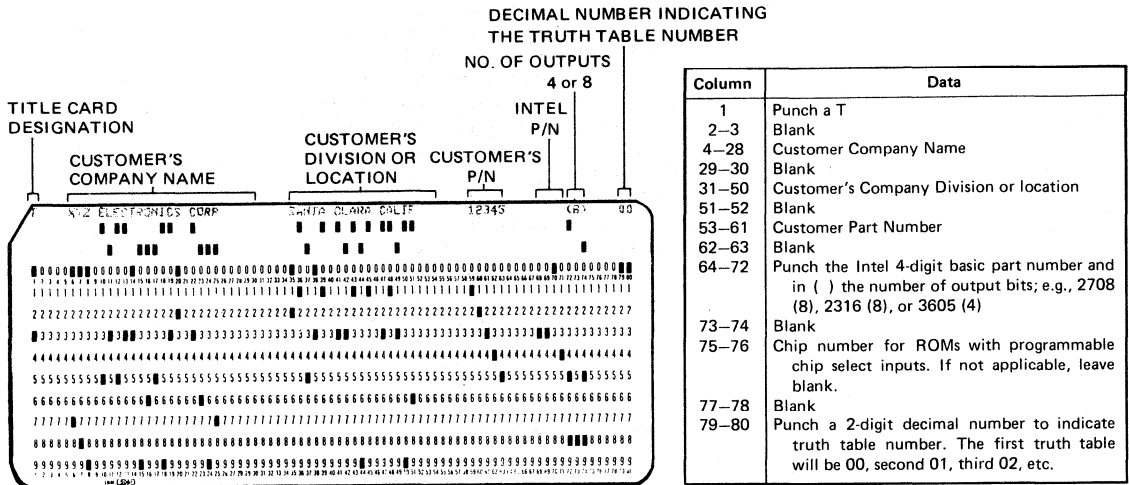 DECIMAL NUMBER INDICATING
THE TRUTH TABLE NUMBER
NO. OF OUTPUTS
4 or 8
INTEL
P/N
TITLE CARD
DESIGNATION
CUSTOMER'S
COMPANY NAME
CUSTOMER'S
DIVISION OR
LOCATION
CUSTOMER'S
P/N
XYZ ELECTRONICS CORP SANTA CLARA CALIF 12345 (8) 00
Column Data
1 Punch a T
2–3 Blank
4–28 Customer Company Name
29–30 Blank
31–50 Customer's Company Division or location
51–52 Blank
53–61 Customer Part Number
62–63 Blank
64–72 Punch the Intel 4-digit basic part number and
in ( ) the number of output bits; e.g., 2708
(8), 2316 (8), or 3605 (4)
73–74 Blank
75–76 Chip number for ROMs with programmable
chip select inputs. If not applicable, leave
blank.
77–78 Blank
79–80 Punch a 2-digit decimal number to indicate
truth table number. The first truth table
will be 00, second 01, third 02, etc.